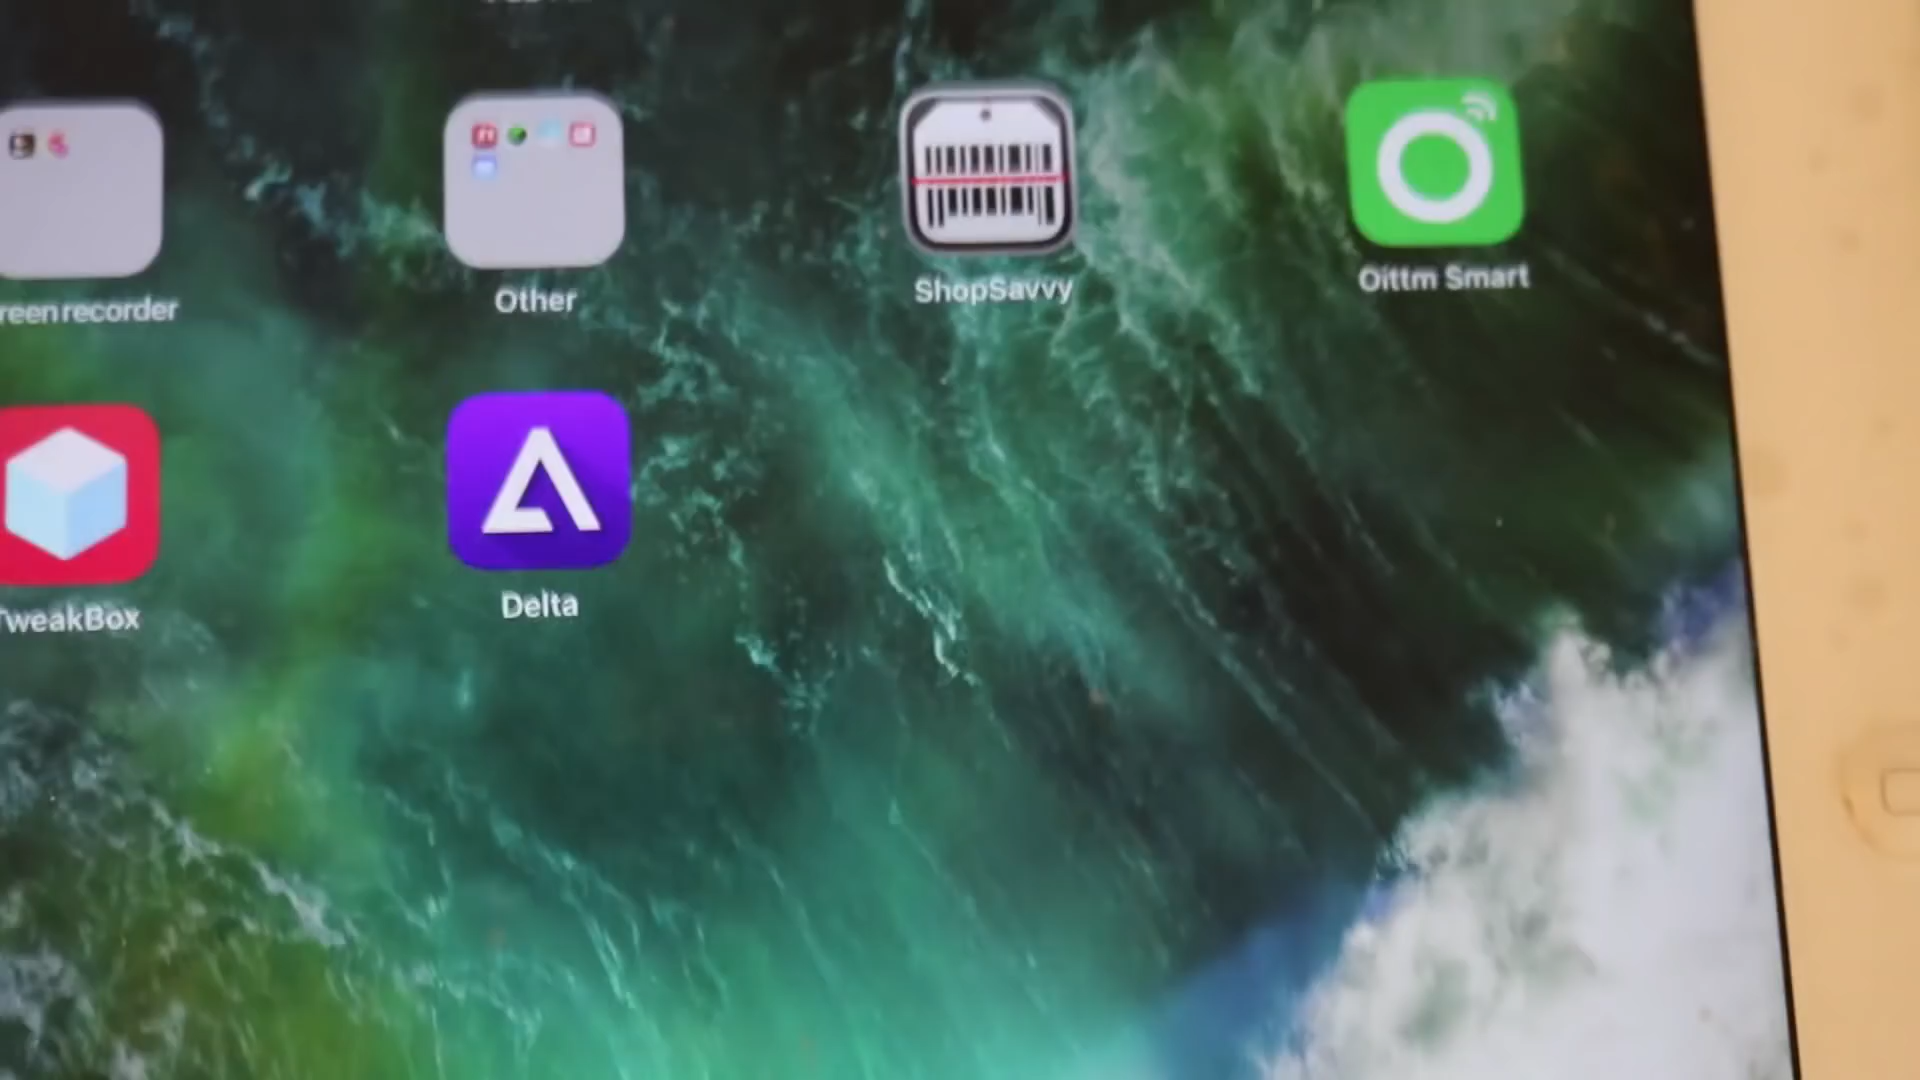 reen recorder
Other
ShopSavvy
Oittm Smart
TweakBox
Delta